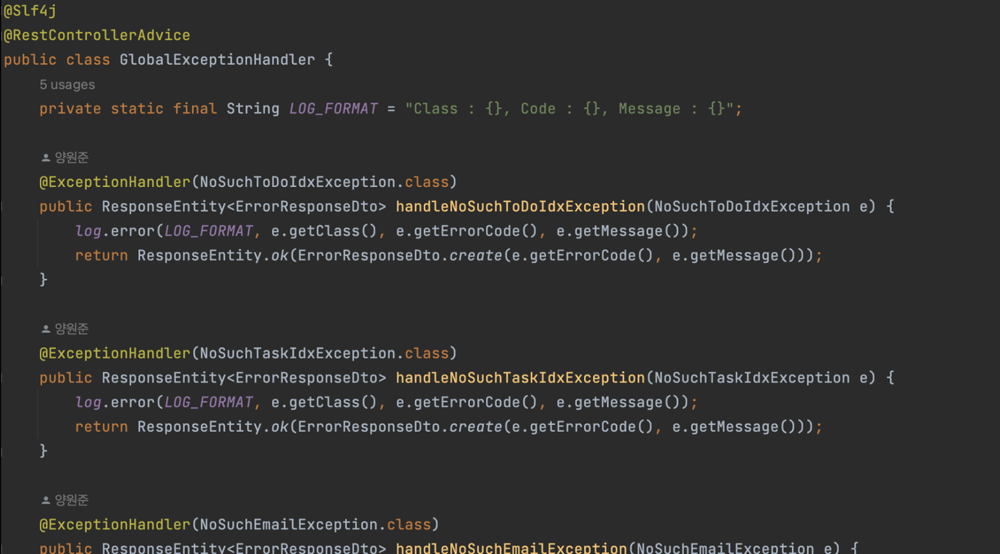 @Slf4j
@RestControllerAdvice
public class GlobalExceptionHandler {
5 usages
private static final String LOG_FORMAT = "Class : {}, Code : {}, Message : {}";
양원준
@ExceptionHandler(NoSuchToDoIdxException.class)
public ResponseEntity<ErrorResponseDto> handleNoSuchToDoIdxException(NoSuchToDoIdxException e) {
log.error(LOG_FORMAT, e.getClass(), e.getErrorCode(), e.getMessage());
return ResponseEntity.ok(ErrorResponseDto.create(e.getErrorCode(), e.getMessage()));
}
양원준
@ExceptionHandler(NoSuchTaskIdxException.class)
public ResponseEntity<ErrorResponseDto> handleNoSuchTaskIdxException(NoSuchTaskIdxException e) {
log.error(LOG_FORMAT, e.getClass(), e.getErrorCode(), e.getMessage());
return ResponseEntity.ok(ErrorResponseDto.create(e.getErrorCode(), e.getMessage()));
}
양원준
@ExceptionHandler(NoSuchEmailException.class)
public ResponseEntity<ErrorResponseDto> handleNoSuchEmailException(NoSuchEmailException e) {